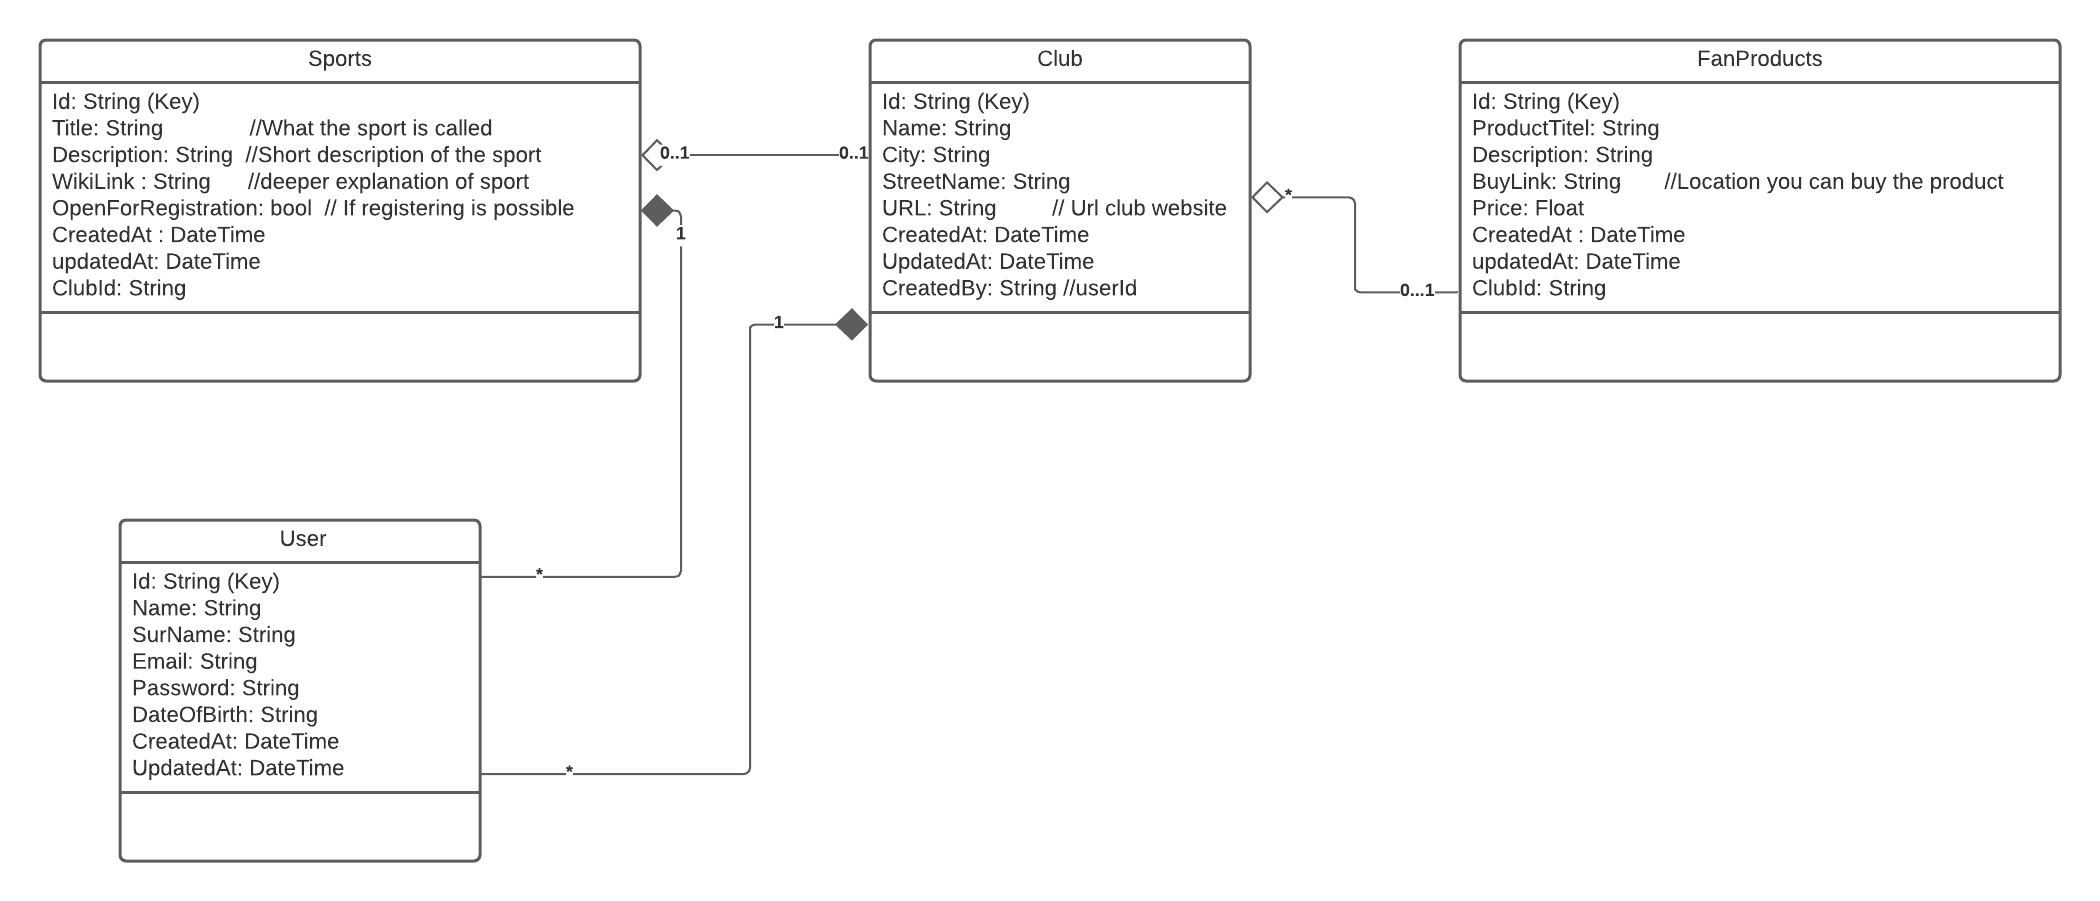 Sports
Id: String (Key)
Title: String //What the sport is called
Description: String //Short description of the sport
WikiLink : String //deeper explanation of sport
OpenForRegistration: bool // If registering is possible
CreatedAt : DateTime
updatedAt: DateTime
ClubId: String
0..1
0..1
1
Club
Id: String (Key)
Name: String
City: String
StreetName: String
URL: String // Url club website
CreatedAt: DateTime
UpdatedAt: DateTime
CreatedBy: String //userId
1
*
0...1
FanProducts
Id: String (Key)
ProductTitel: String
Description: String
BuyLink: String //Location you can buy the product
Price: Float
CreatedAt : DateTime
updatedAt: DateTime
ClubId: String
User
Id: String (Key)
Name: String
SurName: String
Email: String
Password: String
DateOfBirth: String
CreatedAt: DateTime
UpdatedAt: DateTime
*
*